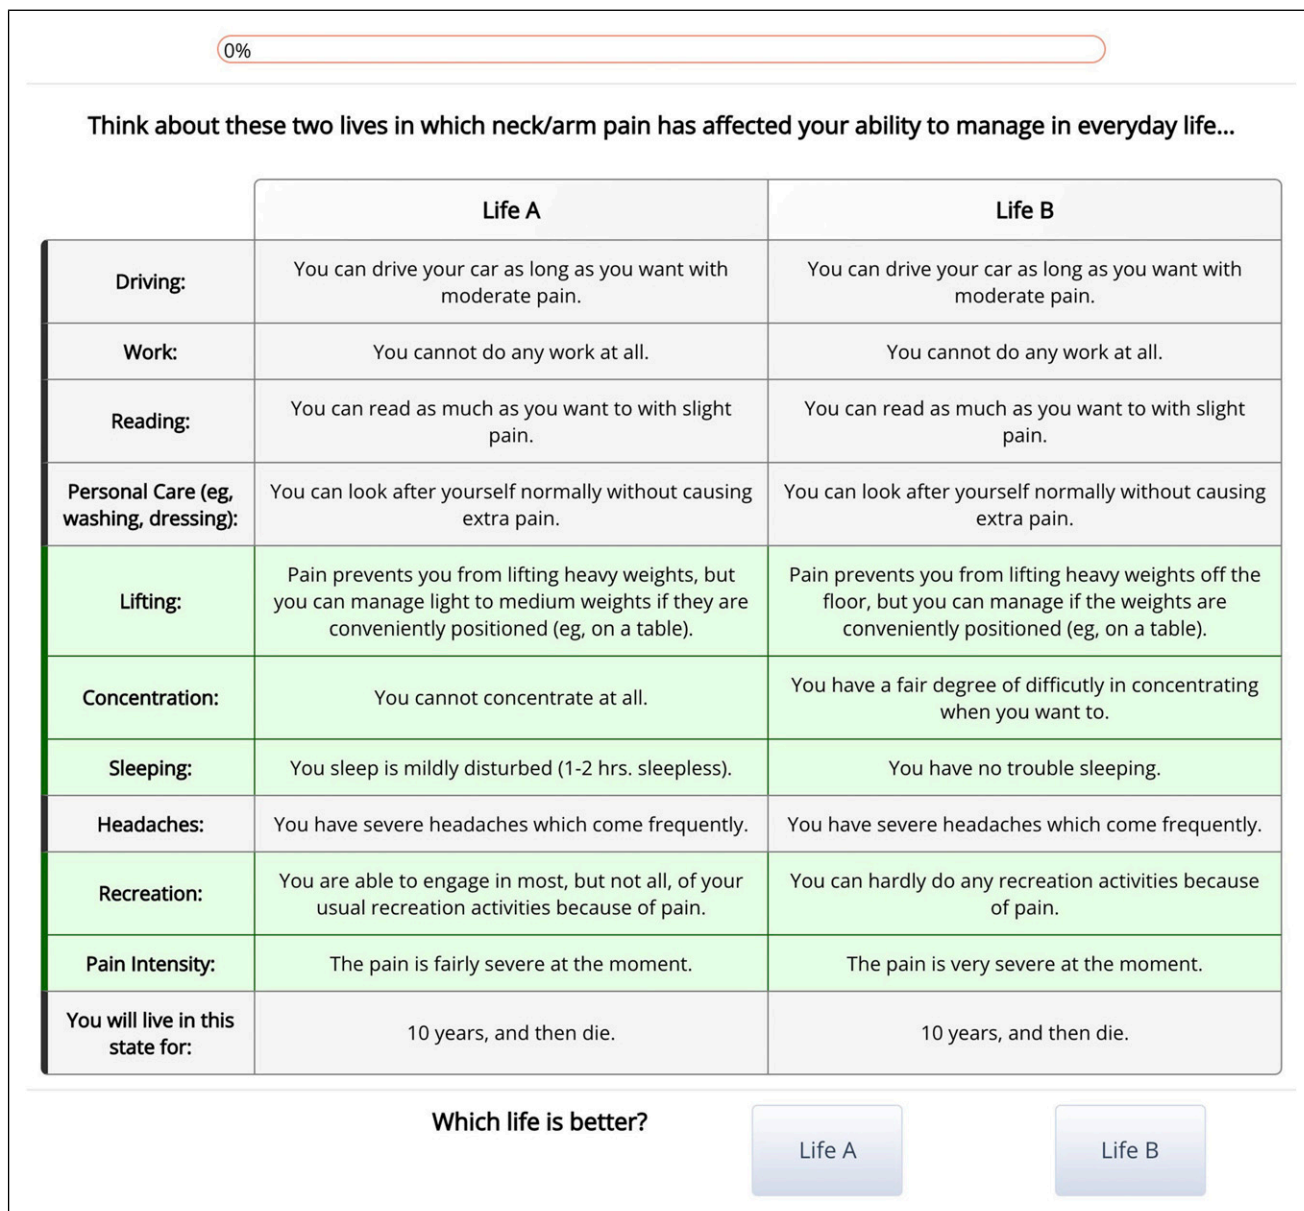 0%
Think about these two lives in which neck/arm pain has affected your ability to manage in everyday life...
Life A
Life B
Driving:
You can drive your car as long as you want with
moderate pain.
You can drive your car as long as you want with
moderate pain.
Work:
You cannot do any work at all.
You cannot do any work at all.
Reading:
You can read as much as you want to with slight
pain.
You can read as much as you want to with slight
pain.
Personal Care (eg,
washing, dressing):
You can look after yourself normally without causing
extra pain.
You can look after yourself normally without causing
extra pain.
Lifting:
Pain prevents you from lifting heavy weights, but
you can manage light to medium weights if they are
conveniently positioned (eg, on a table).
Pain prevents you from lifting heavy weights off the
floor, but you can manage if the weights are
conveniently positioned (eg, on a table).
Concentration:
You cannot concentrate at all.
You have a fair degree of difficutly in concentrating
when you want to.
Sleeping:
You sleep is mildly disturbed (1-2 hrs. sleepless).
You have no trouble sleeping.
Headaches:
You have severe headaches which come frequently.
You have severe headaches which come frequently.
Recreation:
You are able to engage in most, but not all, of your
usual recreation activities because of pain.
You can hardly do any recreation activities because
of pain.
Pain Intensity:
The pain is fairly severe at the moment.
The pain is very severe at the moment.
You will live in this
state for:
10 years, and then die.
10 years, and then die.
Which life is better?
Life A
Life B